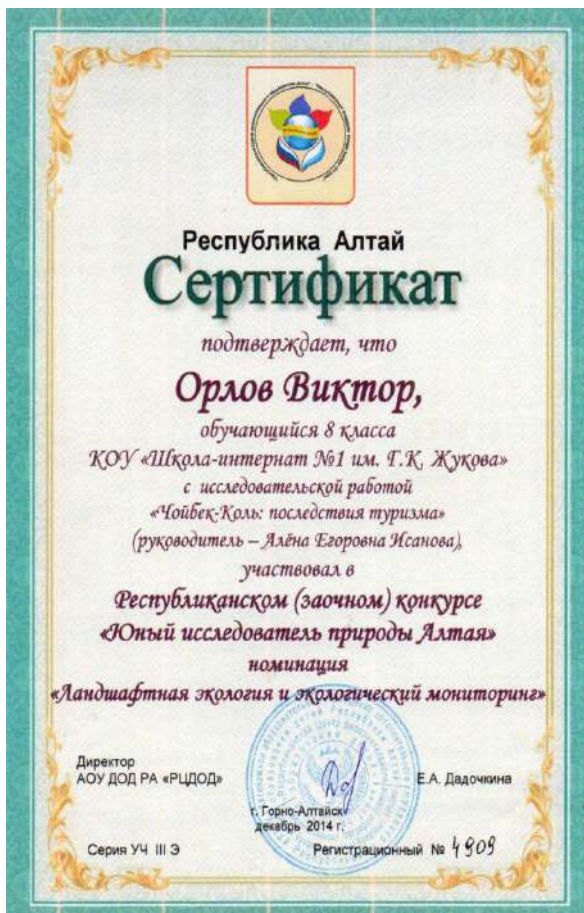 Республика Алтай
Сертификат
подтверждает, что
Орлов Виктор,
обучающийся 8 класса
КОУ «Школа-интернат №1 им. Г.К. Жукова»
с исследовательской работой
«Чойбек-Коль: последствия туризма»
(руководитель – Алёна Егоровна Исанова),
участвовал в
Республиканском (заочном) конкурсе
«Юный исследователь природы Алтая»
номинация
«Ландшафтная экология и экологический мониторинг»
Директор
АОУ ДОД РА «РЦДОД»
Е.А. Дадочкина
г. Горно-Алтайск
декабрь 2014 г.
Серия УЧ III Э
Регистрационный № 4909